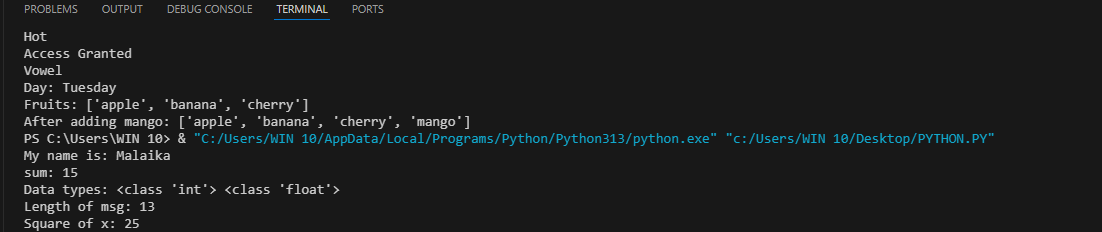 PROBLEMS OUTPUT DEBUG CONSOLE TERMINAL PORTS
Hot
Access Granted
Vowel
Day: Tuesday
Fruits: ['apple', 'banana', 'cherry']
After adding mango: ['apple', 'banana', 'cherry', 'mango']
PS C:\Users\WIN 10> & "C:/Users/WIN 10/AppData/Local/Programs/Python/Python313/python.exe" "c:/Users/WIN 10/Desktop/PYTHON.PY"
My name is: Malaika
sum: 15
Data types: <class 'int'> <class 'float'>
Length of msg: 13
Square of x: 25